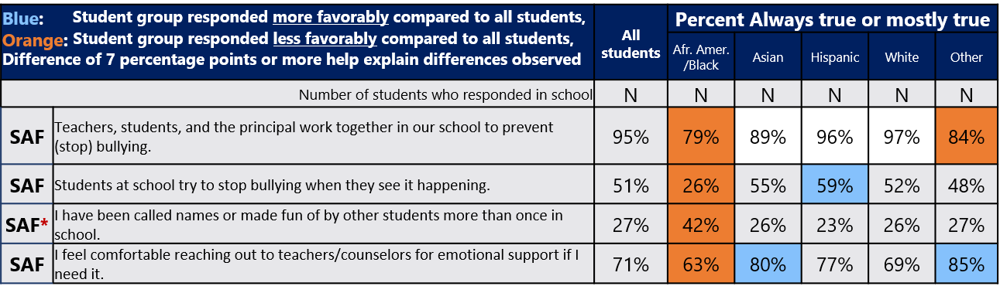 Blue: Student group responded more favorably compared to all students,
Orange: Student group responded less favorably compared to all students,
Difference of 7 percentage points or more help explain differences observed
All students
Percent Always true or mostly true
Afr. Amer. /Black Asian Hispanic White Other
Number of students who responded in school N N N N N N
SAF Teachers, students, and the principal work together in our school to prevent
(stop) bullying. 95% 79% 89% 96% 97% 84%
SAF Students at school try to stop bullying when they see it happening. 51% 26% 55% 59% 52% 48%
SAF* I have been called names or made fun of by other students more than once in
school. 27% 42% 26% 23% 26% 27%
SAF I feel comfortable reaching out to teachers/counselors for emotional support if I
need it. 71% 63% 80% 77% 69% 85%